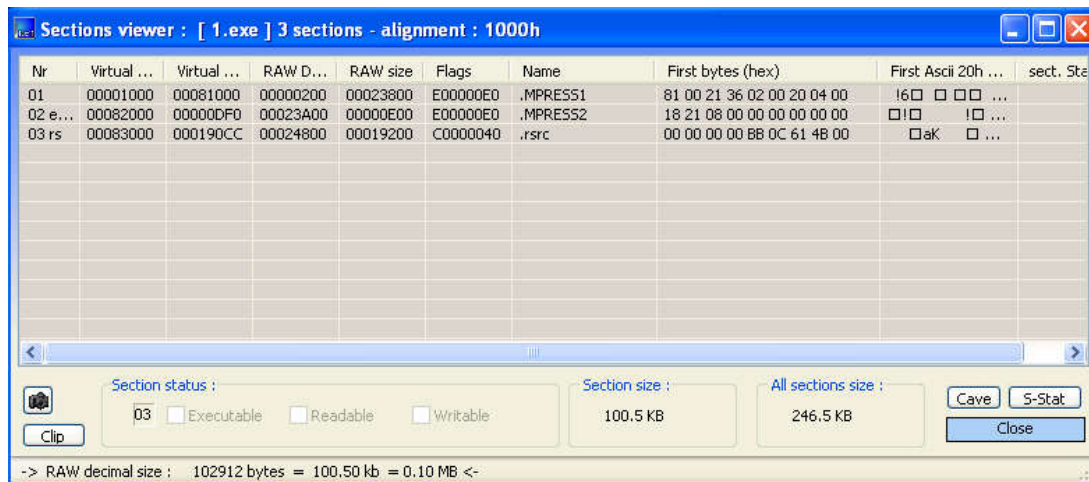 Sections viewer : [ 1.exe ] 3 sections - alignment : 1000h
Nr Virtual ... Virtual ... RAW D... RAW size Flags Name First bytes (hex) First Ascii 20h ... sect. Sta
01 00001000 00081000 00000200 00023800 E00000E0 .MPRESS1 81 00 21 36 02 00 20 04 00 !6□ □ □□ ...
02 e... 00082000 00000DF0 00023A00 00000E00 E00000E0 .MPRESS2 18 21 08 00 00 00 00 00 00 □!□ !□ ...
03 rs 00083000 000190CC 00024800 00019200 C0000040 .rsrc 00 00 00 00 BB 0C 61 4B 00 □aK □ ...
Section status :
03 Executable Readable Writable
Clip
Section size :
100.5 KB
All sections size :
246.5 KB
Cave S-Stat
Close
-> RAW decimal size : 102912 bytes = 100.50 kb = 0.10 MB <-